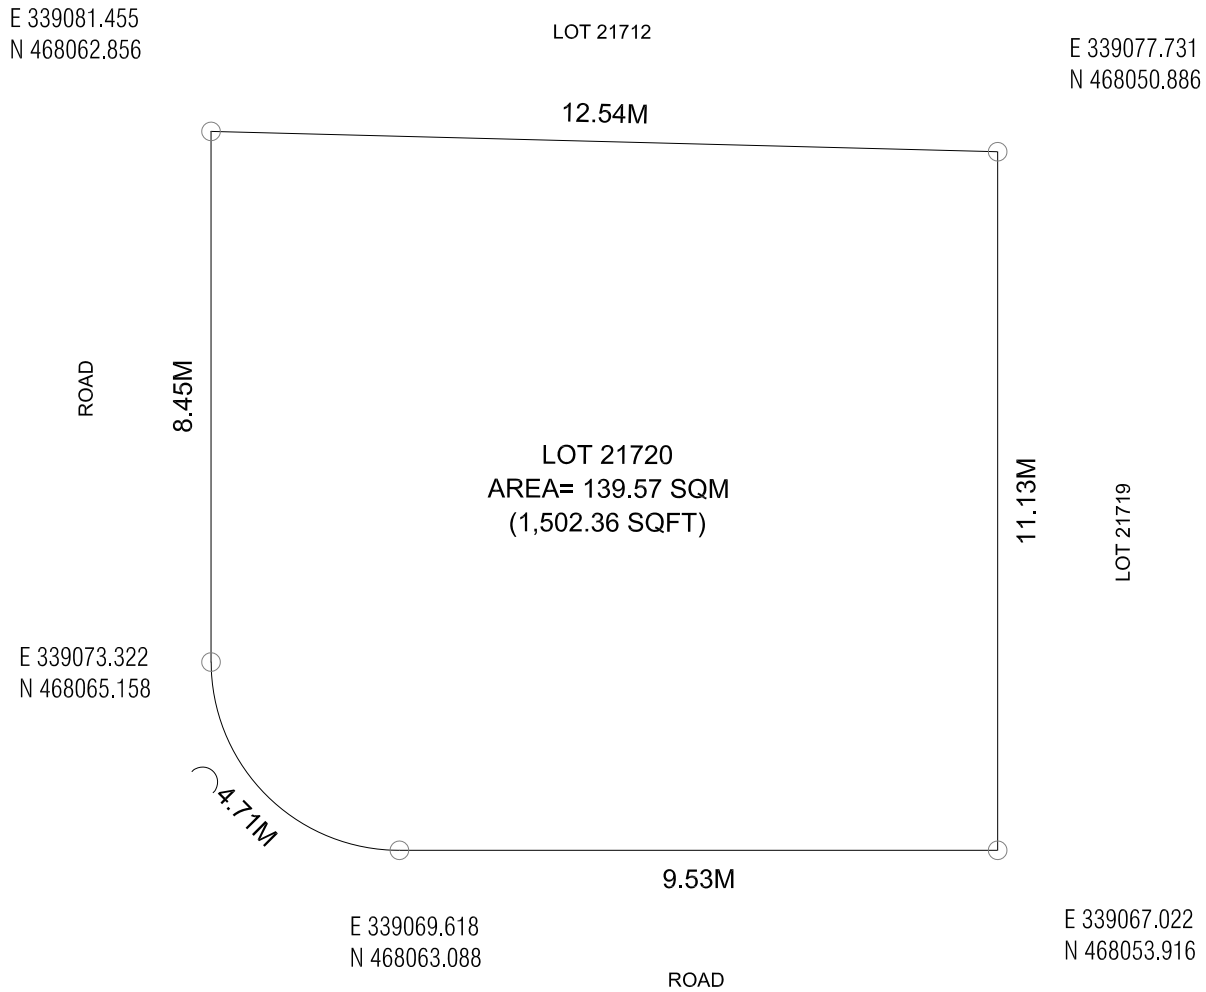 E 339081.455
N 468062.856
LOT 21712
E 339077.731
N 468050.886
12.54M
ROAD
8.45M
LOT 21720
AREA= 139.57 SQM
(1,502.36 SQFT)
11.13M
LOT 21719
E 339073.322
N 468065.158
4.71M
9.53M
E 339069.618
N 468063.088
E 339067.022
N 468053.916
ROAD